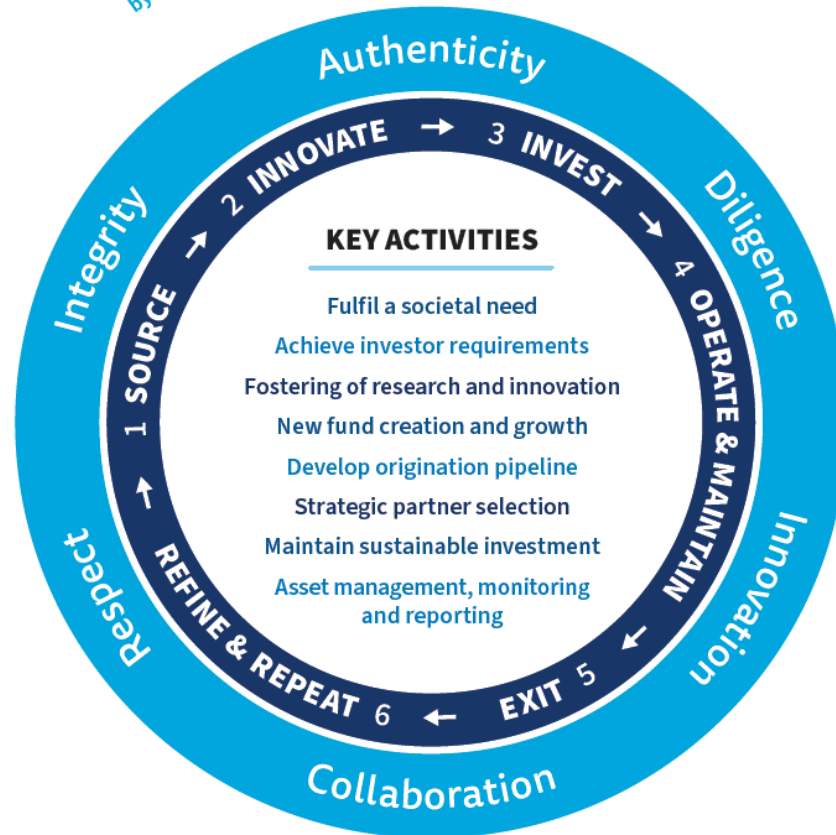 by
Authenticity
Diligence
Innovation
Collaboration
Respect
Integrity
1 SOURCE →
2 INNOVATE →
3 INVEST →
4 OPERATE & MAINTAIN →
5 EXIT →
6 REFINE & REPEAT →
KEY ACTIVITIES
Fulfil a societal need
Achieve investor requirements
Fostering of research and innovation
New fund creation and growth
Develop origination pipeline
Strategic partner selection
Maintain sustainable investment
Asset management, monitoring
and reporting